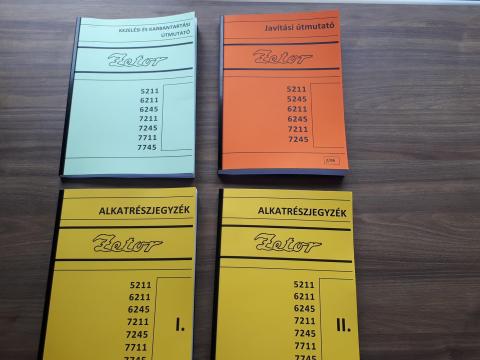 KEZELÉSI ÉS KARBANTARTÁSI
ÚTMUTATÓ
Zetor
5211
6211
6245
7211
7245
7711
7745
Javítási útmutató
Zetor
5211
5245
6211
6245
7211
7245
ALKATRÉSZJEGYZÉK
Zetor
5211
6211
6245
7211
7245
7711
7745
I.
ALKATRÉSZJEGYZÉK
Zetor
5211
6211
6245
7211
7245
7711
7745
II.